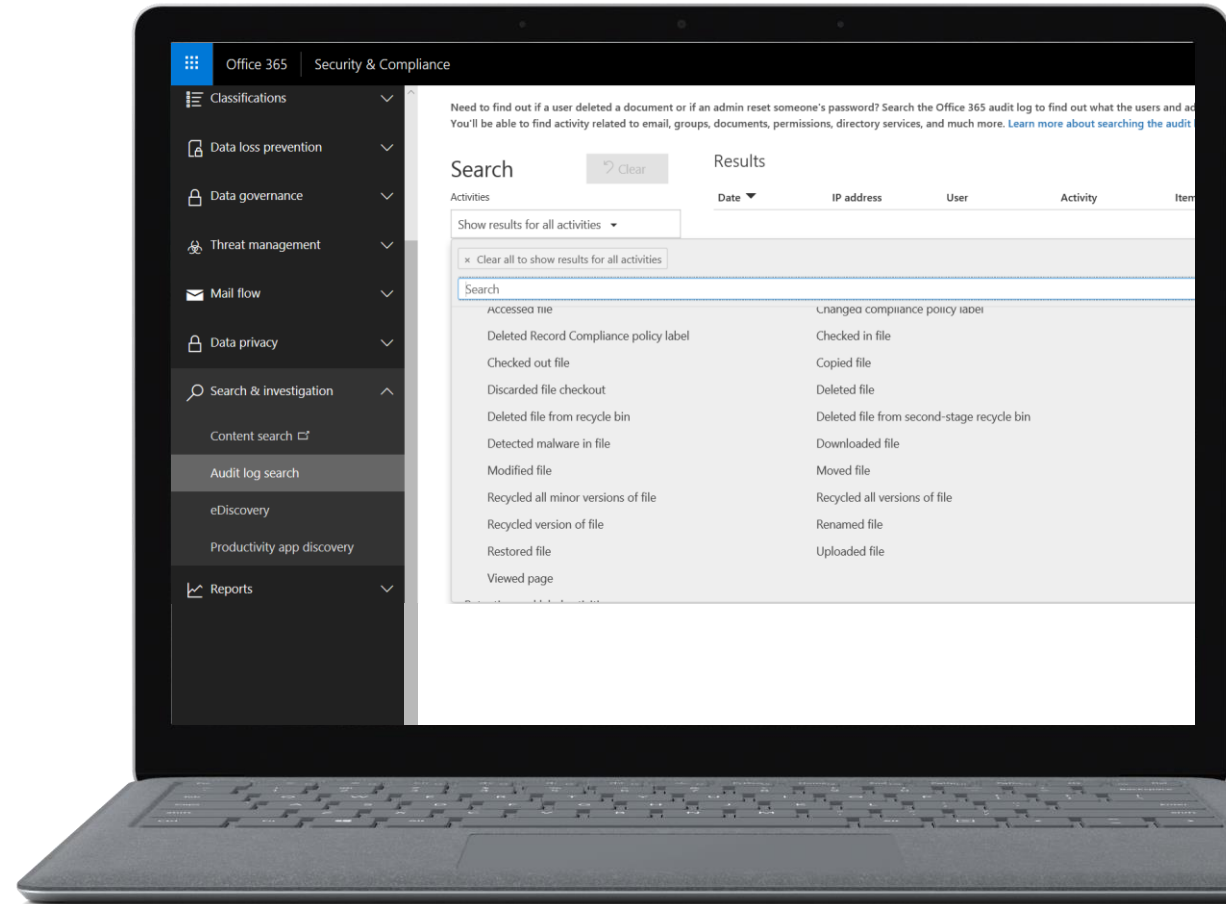 Office 365 Security & Compliance
Classifications
Data loss prevention
Data governance
Threat management
Mail flow
Data privacy
Search & investigation
Content search
Audit log search
eDiscovery
Productivity app discovery
Reports
Need to find out if a user deleted a document or if an admin reset someone's password? Search the Office 365 audit log to find out what the users and ad
You'll be able to find activity related to email, groups, documents, permissions, directory services, and much more. Learn more about searching the audit
Search
Clear
Activities
Show results for all activities
Results
Date IP address User Activity Item
× Clear all to show results for all activities
Search
Accessed file Changed compliance policy label
Deleted Record Compliance policy label Checked in file
Checked out file Copied file
Discarded file checkout Deleted file
Deleted file from recycle bin Deleted file from second-stage recycle bin
Detected malware in file Downloaded file
Modified file Moved file
Recycled all minor versions of file Recycled all versions of file
Recycled version of file Renamed file
Restored file Uploaded file
Viewed page